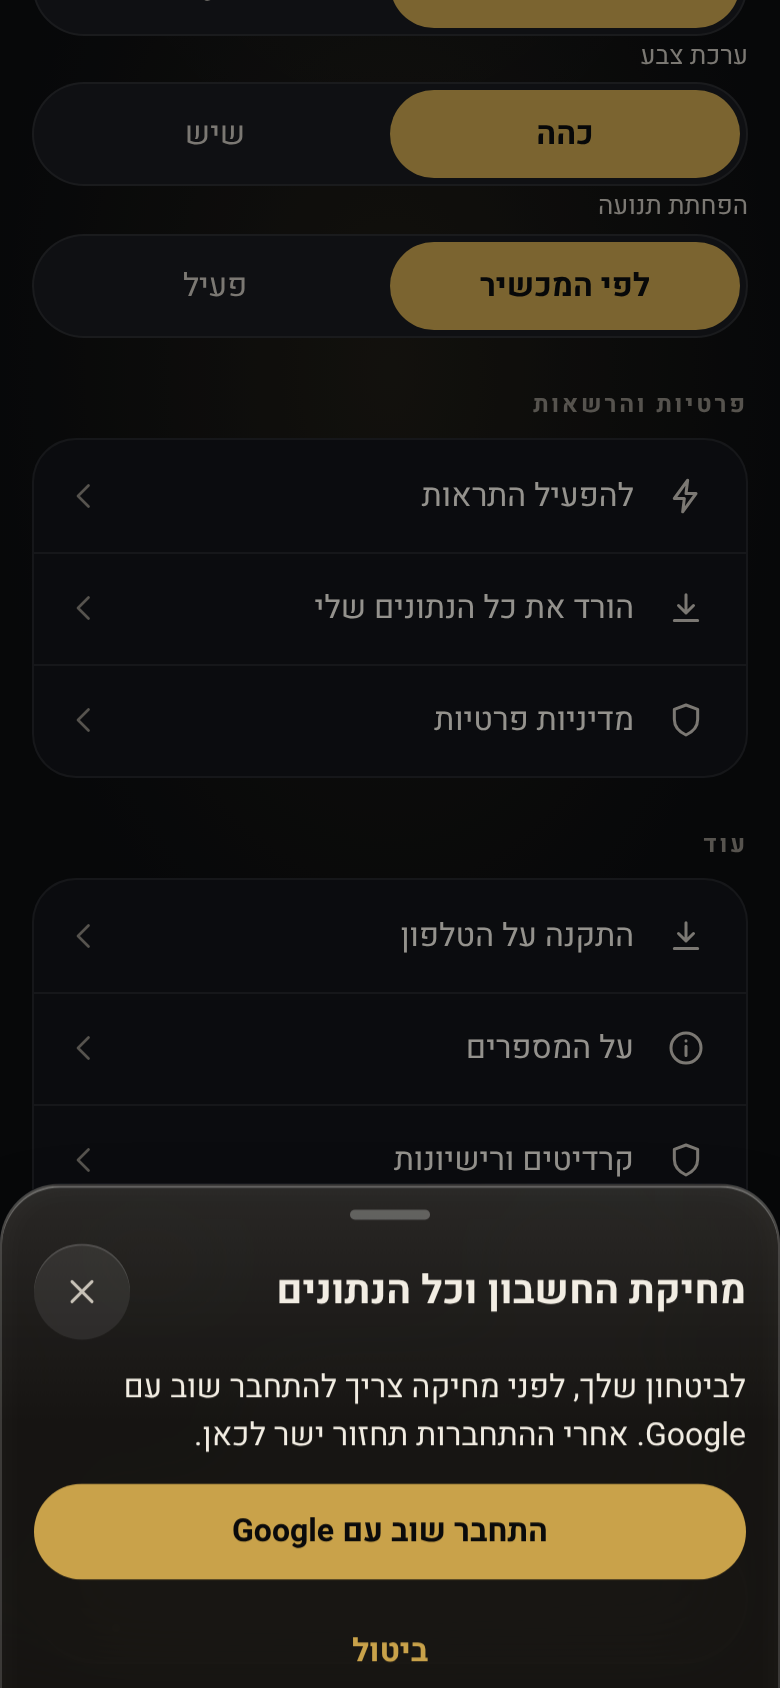 ערכת צבע
כהה
שיש
הפחתת תנועה
לפי המכשיר
פעיל
פרטיות והרשאות
להפעיל התראות
הורד את כל הנתונים שלי
מדיניות פרטיות
עוד
התקנה על הטלפון
על המספרים
קרדיטים ורישיונות
מחיקת החשבון וכל הנתונים
לביטחון שלך, לפני מחיקה צריך להתחבר שוב עם
Google. אחרי ההתחברות תחזור ישר לכאן.
התחבר שוב עם Google
ביטול